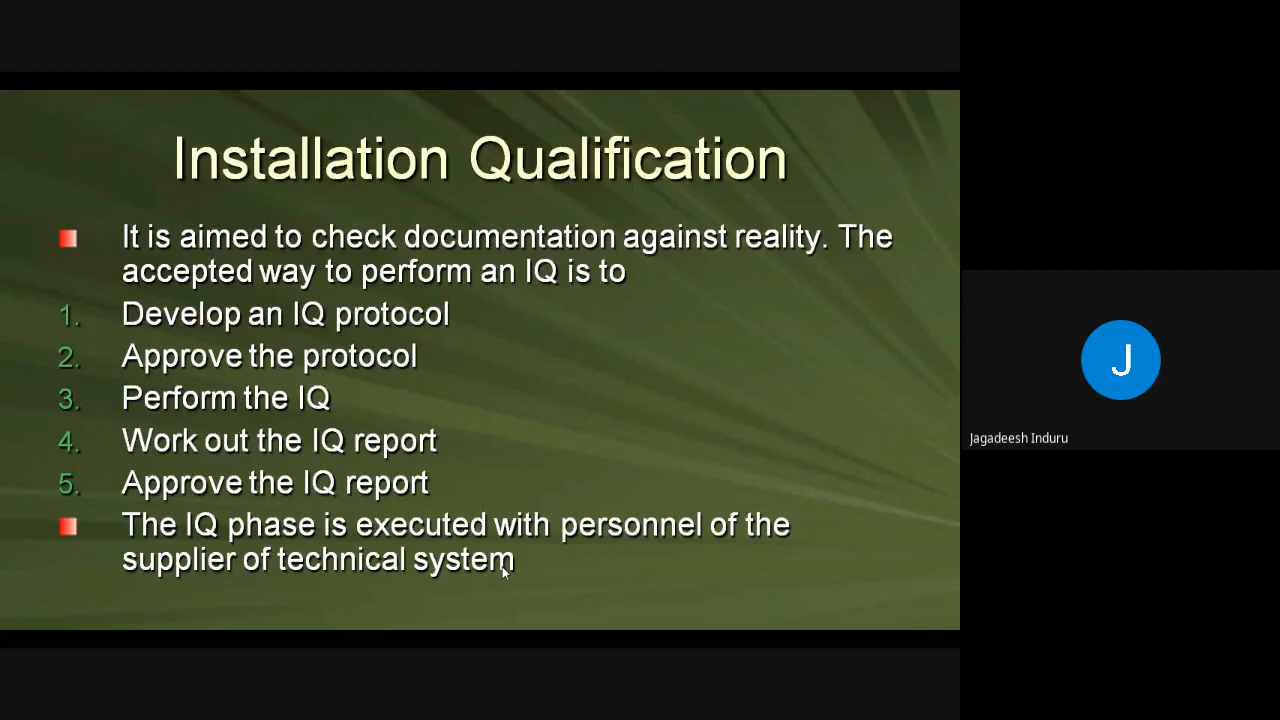 Installation Qualification
It is aimed to check documentation against reality. The
accepted way to perform an IQ is to
1. Develop an IQ protocol
2. Approve the protocol
3. Perform the IQ
4. Work out the IQ report
5. Approve the IQ report
The IQ phase is executed with personnel of the
supplier of technical system
J
Jagadeesh Induru